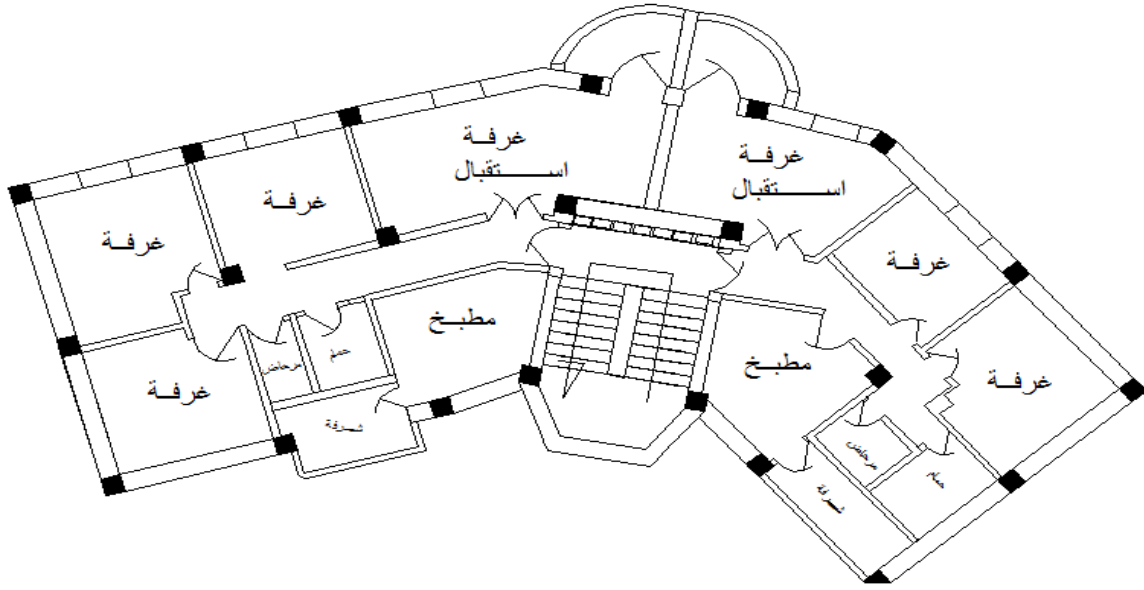 غرفة
استقبال
غرفة
استقبال
غرفة
غرفة
غرفة
غرفة
غرفة
مطبخ
مطبخ
حمام
مرحاض
شرفة
مرحاض
حمام
شرفة